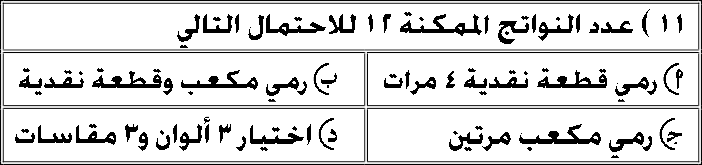 ١١ ) عدد النواتج الممكنة ١٢ للاحتمال التالي
أ) رمي قطعة نقدية ٤ مرات
ب) رمي مكعب وقطعة نقدية
ج) رمي مكعب مرتين
د) اختيار ٣ ألوان و٣ مقاسات